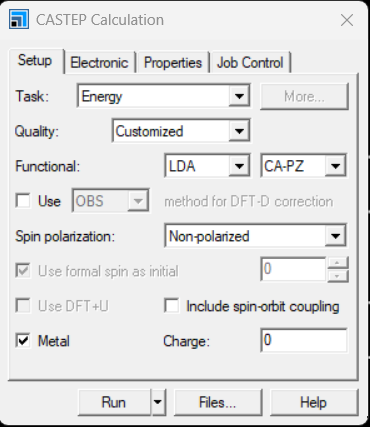 CASTEP Calculation
Setup Electronic Properties Job Control
Task: Energy More...
Quality: Customized
Functional: LDA CA-PZ
Use OBS method for DFT-D correction
Spin polarization: Non-polarized
Use formal spin as initial 0
Use DFT+U Include spin-orbit coupling
Metal Charge: 0
Run Files... Help